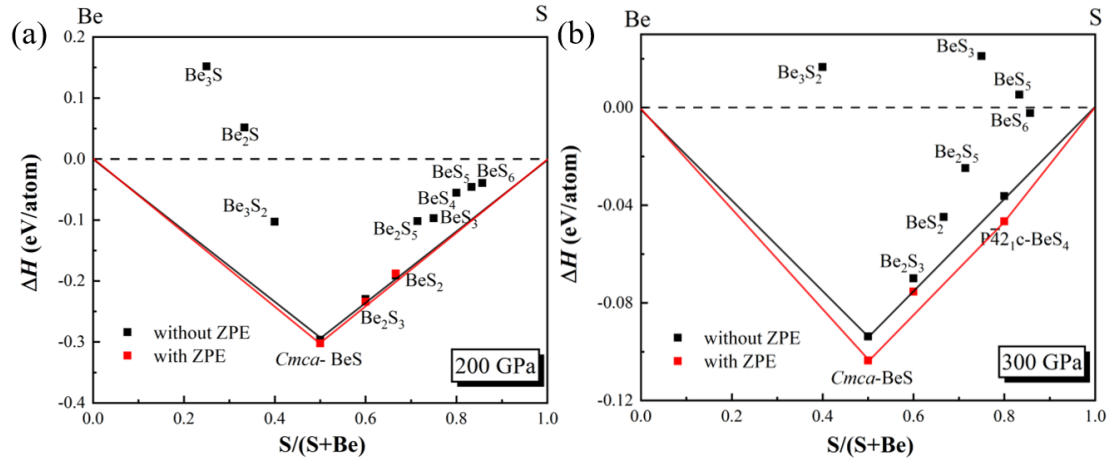 (a)
Be
S
0.2
0.1
0.0
-0.1
-0.2
-0.3
-0.4
ΔH (eV/atom)
Be₃S
Be₂S
Be₃S₂
BeS₅
BeS₆
BeS₄
BeS₃
Be₂S₅
BeS₂
Be₂S₃
Cmca- BeS
without ZPE
with ZPE
200 GPa
0.0 0.2 0.4 0.6 0.8 1.0
S/(S+Be)
(b)
Be
S
0.00
-0.04
-0.08
-0.12
ΔH (eV/atom)
Be₃S₂
BeS₃
BeS₅
BeS₆
Be₂S₅
BeS₂
P4̅2₁c-BeS₄
Be₂S₃
Cmca-BeS
without ZPE
with ZPE
300 GPa
0.0 0.2 0.4 0.6 0.8 1.0
S/(S+Be)